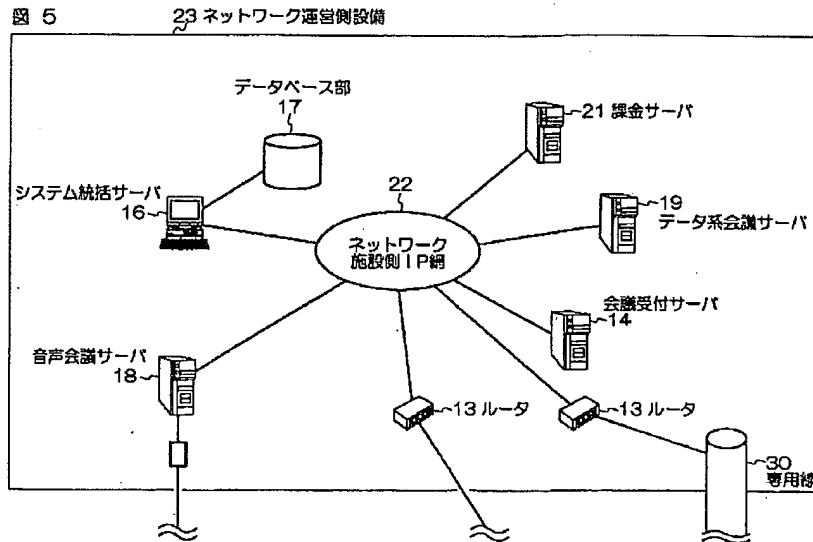 図 5
23 ネットワーク運営側設備
データベース部
17
21 課金サーバ
システム統括サーバ
16
22
19
データ系会議サーバ
ネットワーク
施設側IP網
会議受付サーバ
14
音声会議サーバ
18
13 ルータ
13 ルータ
30
専用線